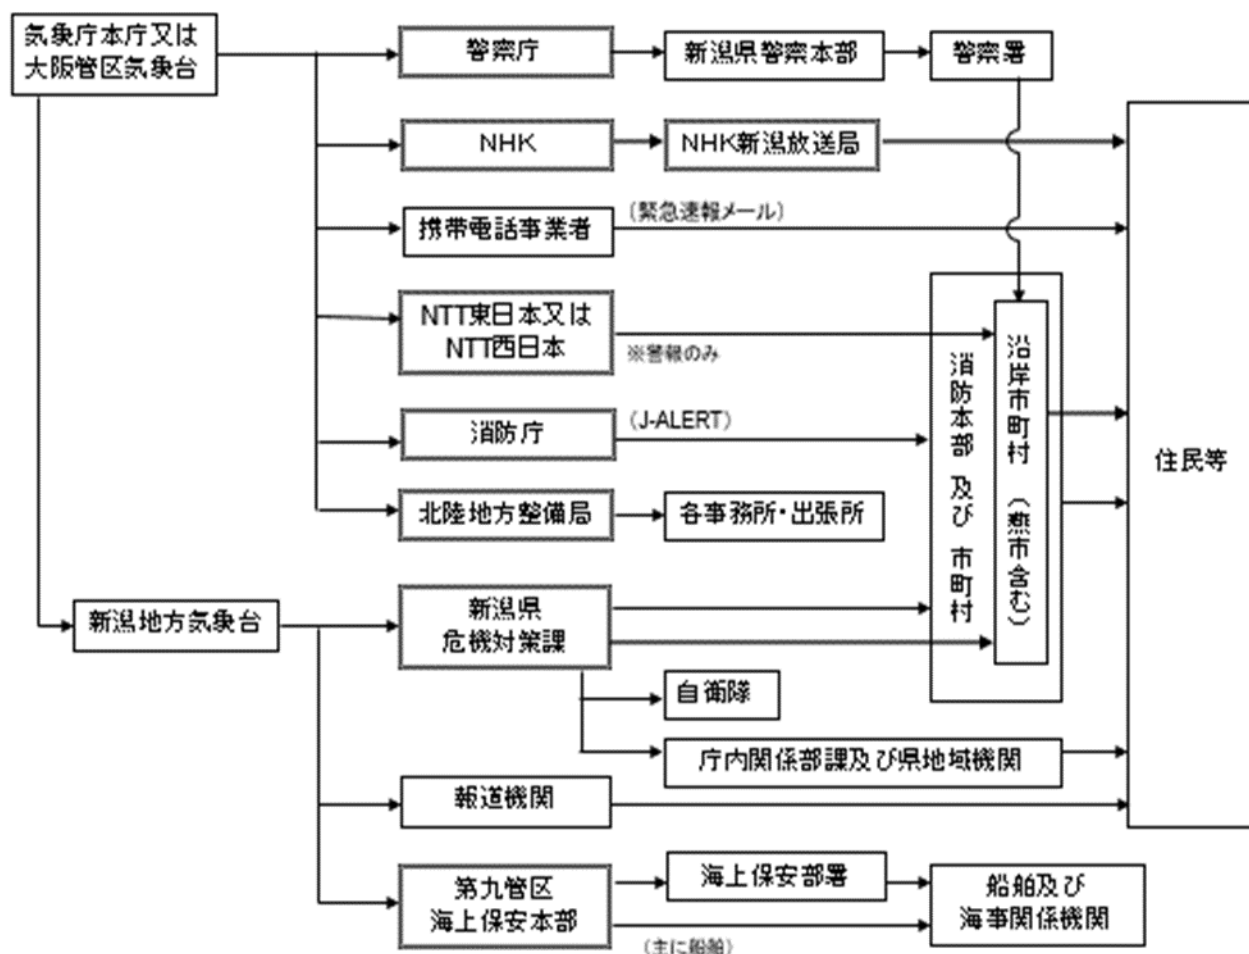 気象庁本庁又は
大阪管区気象台
警察庁
新潟県警察本部
警察署
NHK
NHK新潟放送局
携帯電話事業者
（緊急速報メール）
NTT東日本又は
NTT西日本
※警報のみ
消防庁
（J-ALERT）
北陸地方整備局
各事務所・出張所
消防本部 及び 市町村
沿岸市町村 （燕市含む）
住民等
新潟地方気象台
新潟県
危機対策課
自衛隊
庁内関係部課及び県地域機関
報道機関
第九管区
海上保安本部
海上保安部署
（主に船舶）
船舶及び
海事関係機関